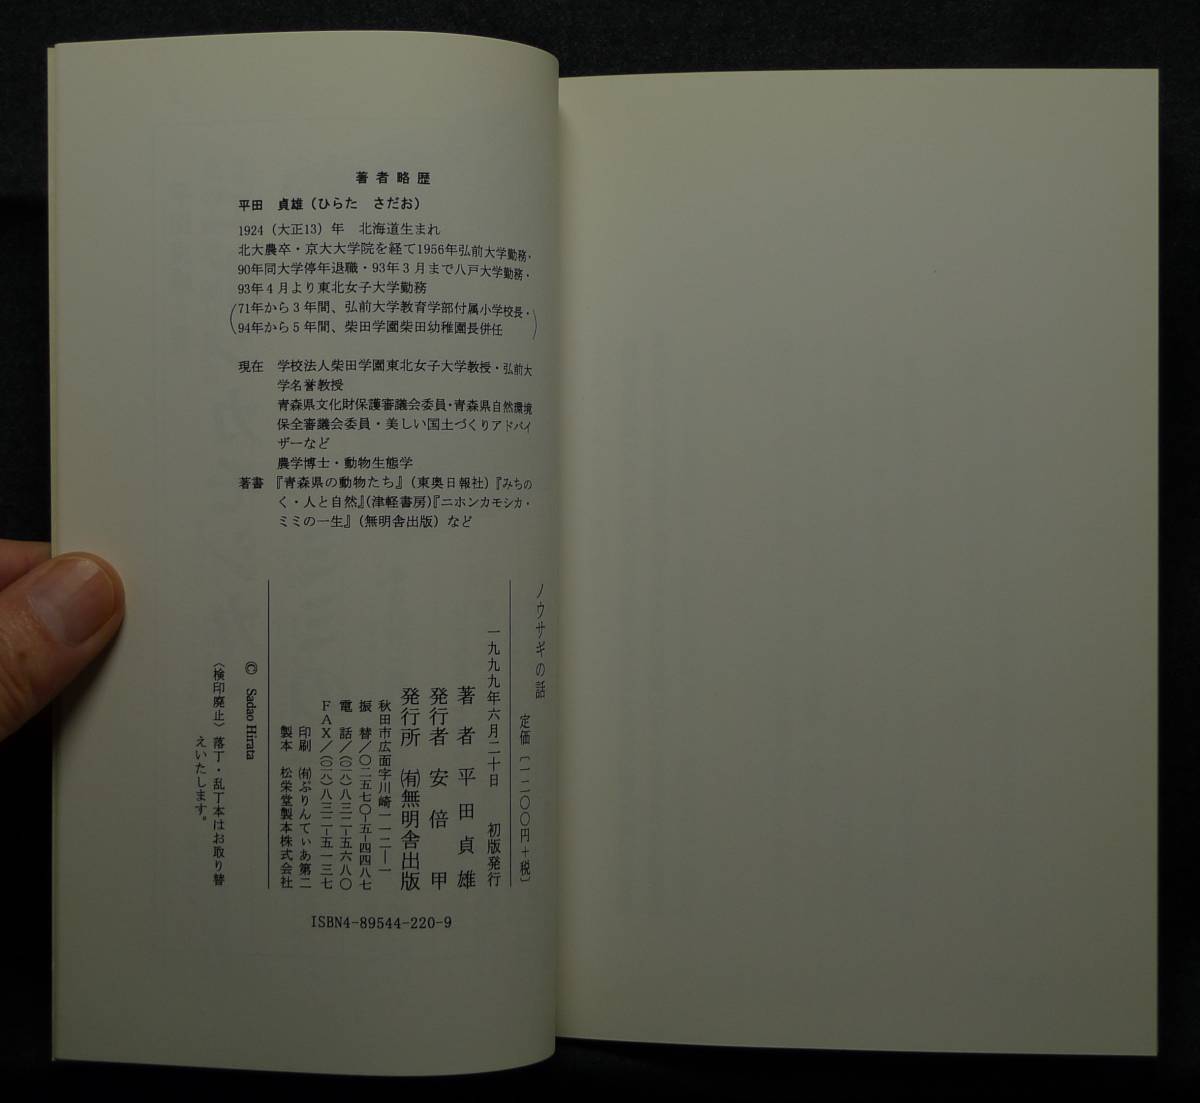 著者略歴
平田　貞雄（ひらた　さだお）
1924（大正13）年　北海道生まれ
北大農卒・京大大学院を経て1956年弘前大学勤務・
90年同大学停年退職・93年3月まで八戸大学勤務・
93年4月より東北女子大学勤務
（71年から3年間、弘前大学教育学部付属小学校長・
94年から5年間、柴田学園柴田幼稚園長併任）
現在　学校法人柴田学園東北女子大学教授・弘前大
学名誉教授
青森県文化財保護審議会委員・青森県自然環境
保全審議会委員・美しい国土づくりアドバイ
ザーなど
農学博士・動物生態学
著書　『青森県の動物たち』（東奥日報社）『みちの
く・人と自然』（津軽書房）『ニホンカモシカ・
ミミの一生』（無明舎出版）など
ノウサギの話
定価〔一二〇〇円＋税〕
一九九九年六月二十日　初版発行
著者　平田貞雄
発行者　安倍甲
発行所　㈲無明舎出版
秋田市広面字川崎一一二―一
振替／〇二五七〇―五―四四八七
電話／（〇一八）八三二―五六八〇
ＦＡＸ／（〇一八）八三二―五一三七
印刷　㈲ぷりんてぃあ第二
製本　松栄堂製本株式会社
© Sadao Hirata
〈検印廃止〉落丁・乱丁本はお取り替
えいたします。
ISBN4-89544-220-9